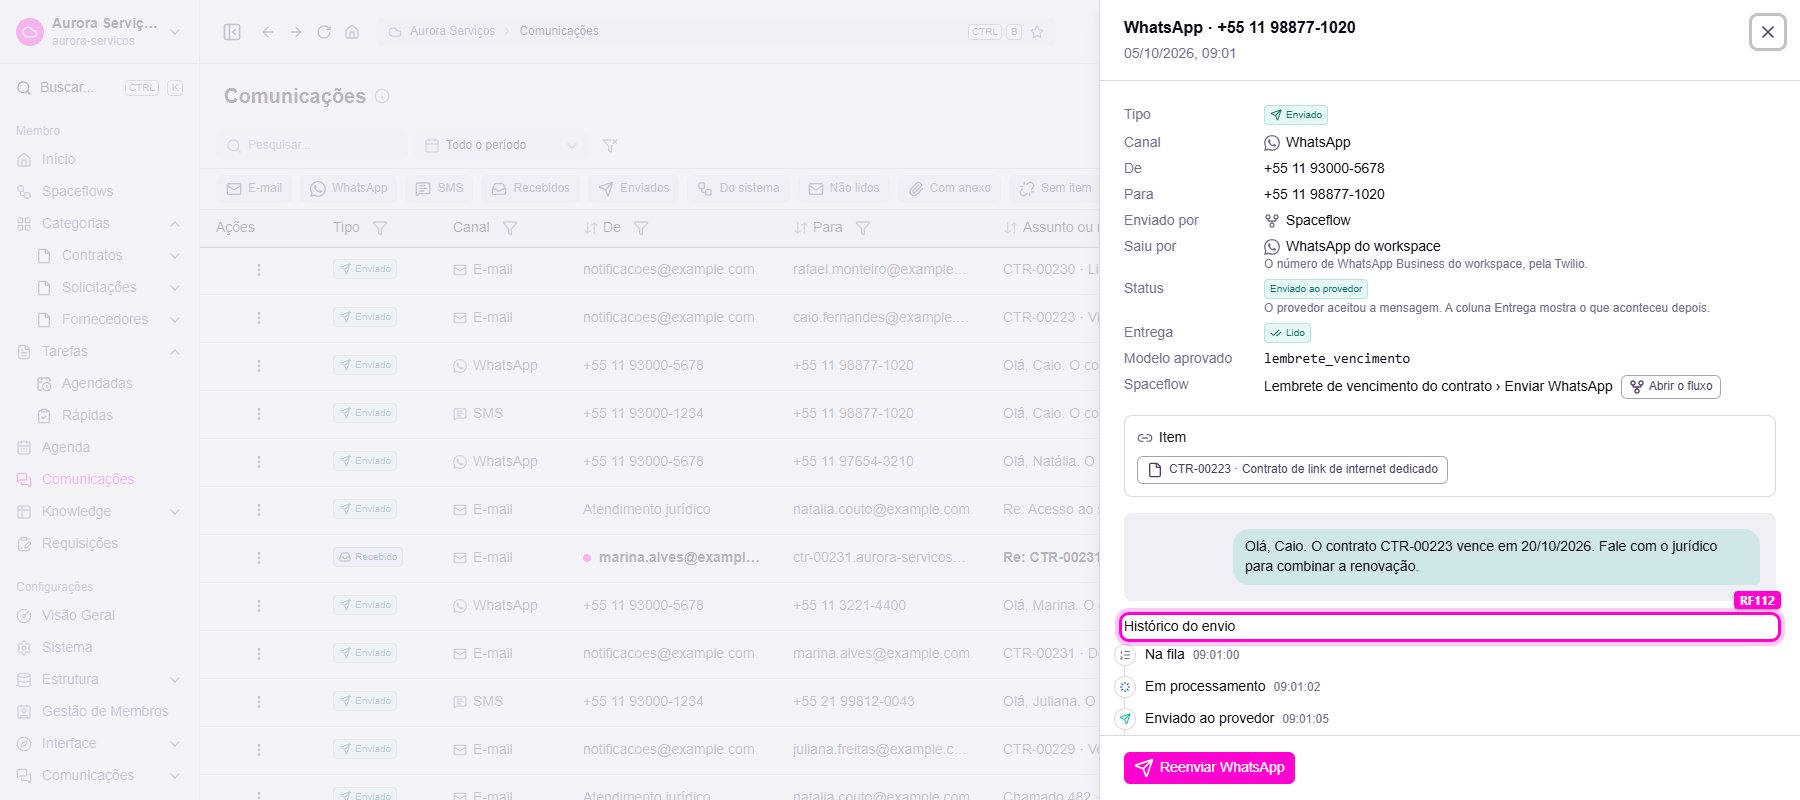 Aurora Serviç...
aurora-servicos
Buscar...
CTRL K
Membro
Início
Spaceflows
Categorias
Contratos
Solicitações
Fornecedores
Tarefas
Agendadas
Rápidas
Agenda
Comunicações
Knowledge
Requisições
Configurações
Visão Geral
Sistema
Estrutura
Gestão de Membros
Interface
Comunicações
Aurora Serviços > Comunicações
CTRL B
Comunicações
Pesquisar...
Todo o período
E-mail WhatsApp SMS Recebidos Enviados Do sistema Não lidos Com anexo Sem item
Ações Tipo Canal De Para Assunto ou
Enviado E-mail notificacoes@example.com rafael.monteiro@example... CTR-00230 · Li
Enviado E-mail notificacoes@example.com caio.fernandes@example.... CTR-00223 · Vi
Enviado WhatsApp +55 11 93000-5678 +55 11 98877-1020 Olá, Caio. O co
Enviado SMS +55 11 93000-1234 +55 11 98877-1020 Olá, Caio. O co
Enviado WhatsApp +55 11 93000-5678 +55 11 97654-3210 Olá, Natália. O
Enviado E-mail Atendimento jurídico natalia.couto@example.com Re: Acesso ao s
Recebido E-mail marina.alves@exampl... ctr-00231.aurora-servicos... Re: CTR-00231
Enviado WhatsApp +55 11 93000-5678 +55 11 3221-4400 Olá, Marina. O
Enviado E-mail notificacoes@example.com marina.alves@example.com CTR-00231 · D
Enviado SMS +55 11 93000-1234 +55 21 99812-0043 Olá, Juliana. O
Enviado E-mail notificacoes@example.com juliana.freitas@example.c... CTR-00229 · Ve
Enviado E-mail Atendimento jurídico natalia.couto@example.com Chamado 482
WhatsApp · +55 11 98877-1020
05/10/2026, 09:01
Tipo Enviado
Canal WhatsApp
De +55 11 93000-5678
Para +55 11 98877-1020
Enviado por Spaceflow
Saiu por WhatsApp do workspace
O número de WhatsApp Business do workspace, pela Twilio.
Status Enviado ao provedor
O provedor aceitou a mensagem. A coluna Entrega mostra o que aconteceu depois.
Entrega Lido
Modelo aprovado lembrete_vencimento
Spaceflow Lembrete de vencimento do contrato › Enviar WhatsApp Abrir o fluxo
Item
CTR-00223 · Contrato de link de internet dedicado
Olá, Caio. O contrato CTR-00223 vence em 20/10/2026. Fale com o jurídico
para combinar a renovação.
RF112
Histórico do envio
Na fila 09:01:00
Em processamento 09:01:02
Enviado ao provedor 09:01:05
Reenviar WhatsApp